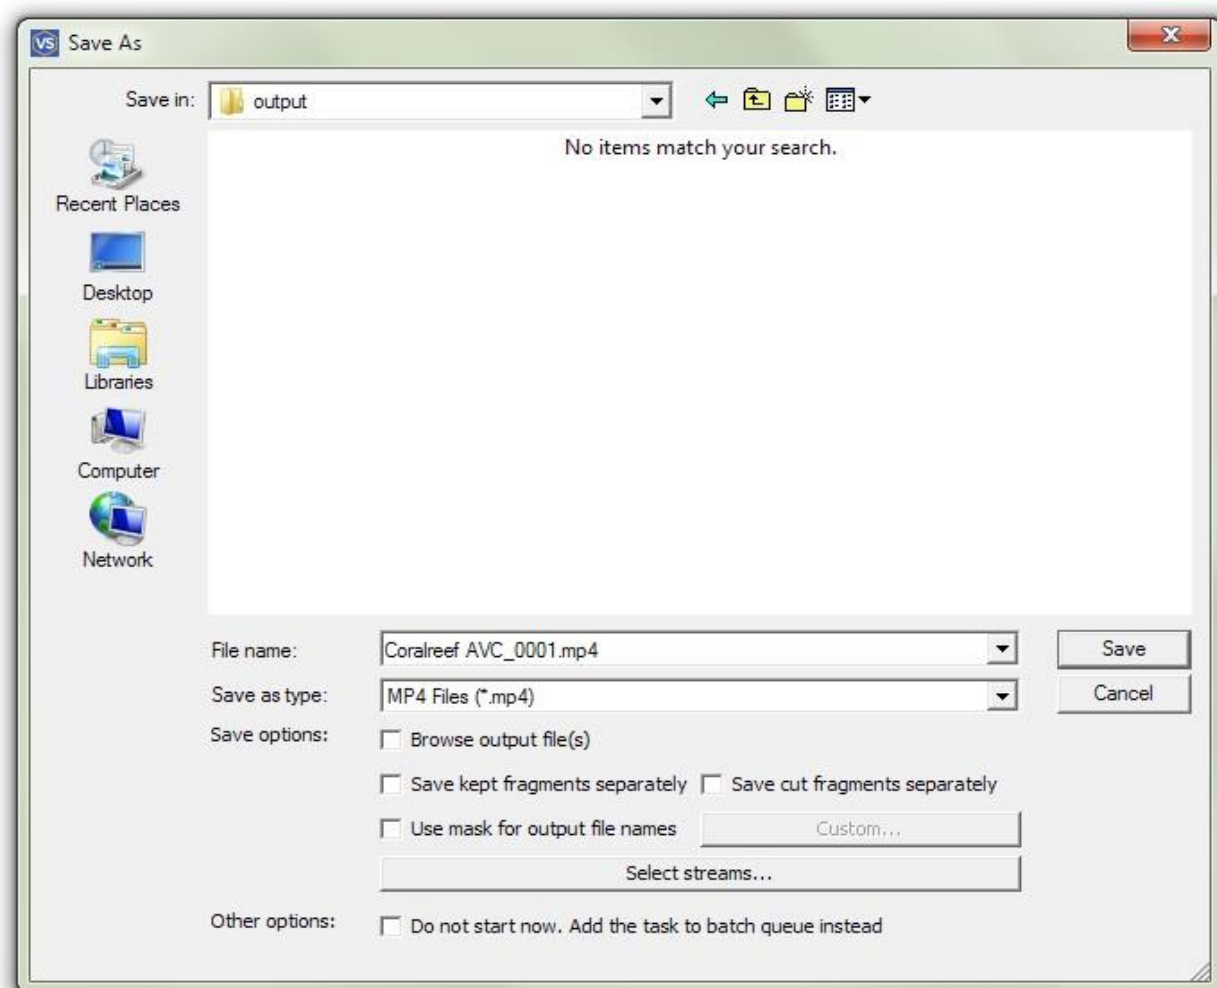 VS Save As
Save in: output
No items match your search.
Recent Places
Desktop
Libraries
Computer
Network
File name: Coralreef AVC_0001.mp4 Save
Save as type: MP4 Files (*.mp4) Cancel
Save options: Browse output file(s)
Save kept fragments separately Save cut fragments separately
Use mask for output file names Custom...
Select streams...
Other options: Do not start now. Add the task to batch queue instead